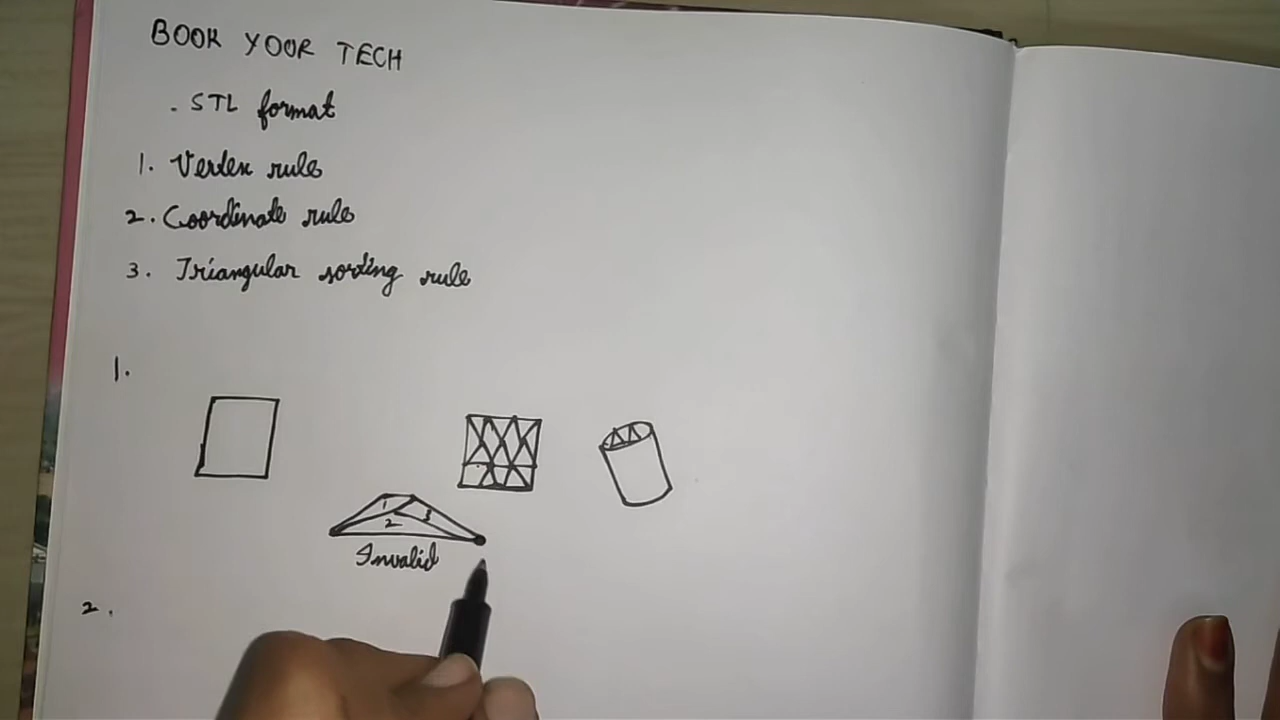 BOOK YOUR TECH
. STL format
1. Vertex rule
2. Coordinate rule
3. Triangular sorting rule
1.
1
2
3
Invalid
2.